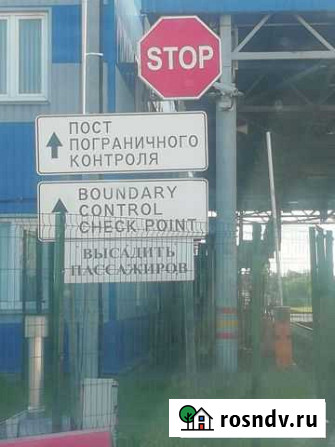 STOP
ПОСТ
ПОГРАНИЧНОГО
КОНТРОЛЯ
BOUNDARY
CONTROL
CHECK POINT
ВЫСАДИТЬ
ПАССАЖИРОВ
rosndv.ru